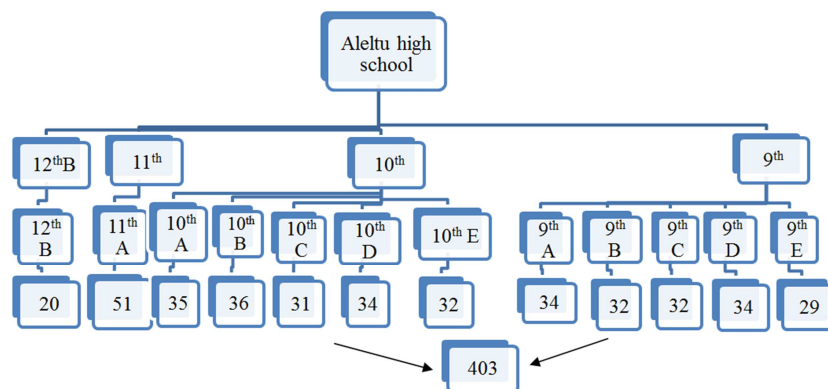 Aleltu high
school
12thB
11th
10th
9th
12th
B
11th
A
10th
A
10th
B
10th
C
10th
D
10th E
9th
A
9th
B
9th
C
9th
D
9th
E
20
51
35
36
31
34
32
34
32
32
34
29
403